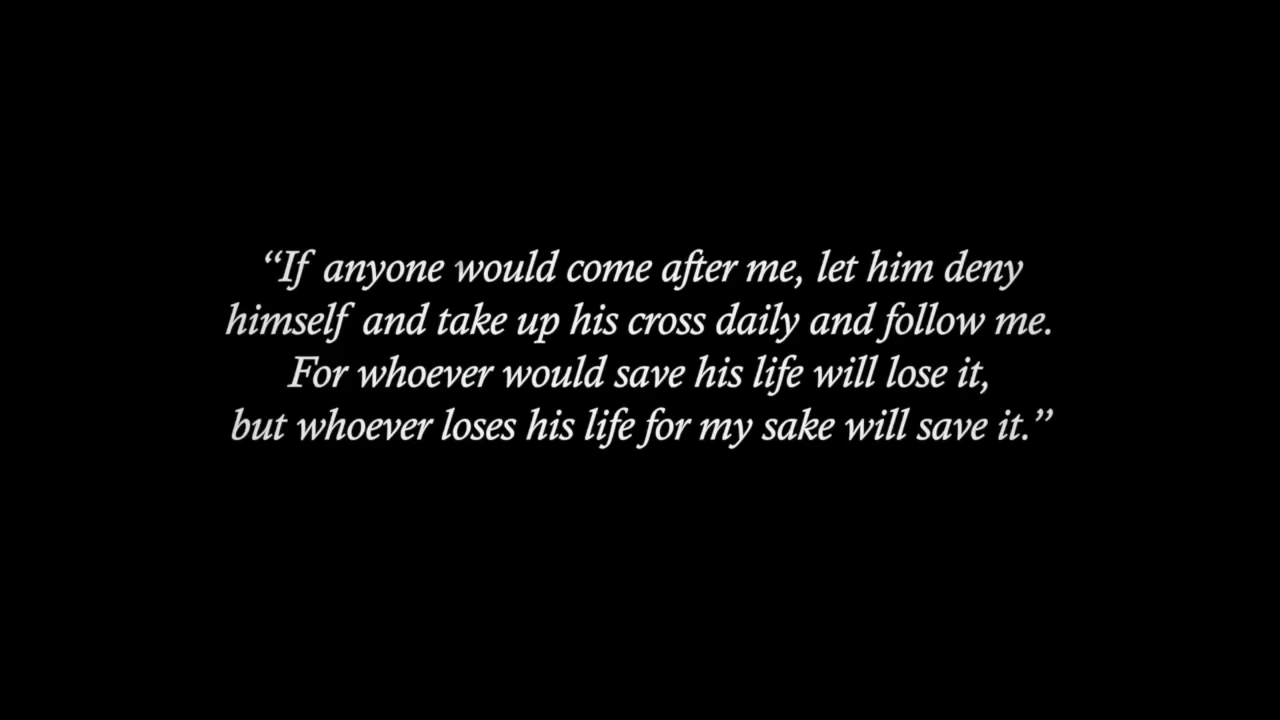 “If anyone would come after me, let him deny
himself and take up his cross daily and follow me.
For whoever would save his life will lose it,
but whoever loses his life for my sake will save it.”